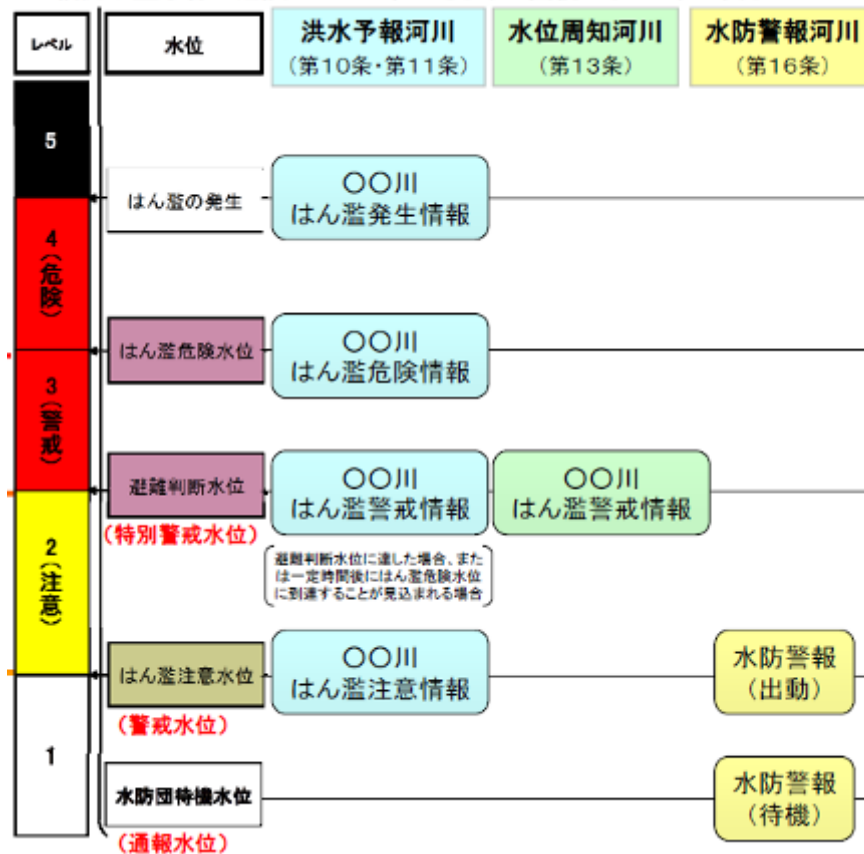 レベル
水位
洪水予報河川
（第10条・第11条）
水位周知河川
（第13条）
水防警報河川
（第16条）
5
はん濫の発生
〇〇川
はん濫発生情報
4（危険）
はん濫危険水位
〇〇川
はん濫危険情報
3（警戒）
避難判断水位
（特別警戒水位）
〇〇川
はん濫警戒情報
〇〇川
はん濫警戒情報
避難判断水位に達した場合、また
は一定時間後にはん濫危険水位
に到達することが見込まれる場合
2（注意）
はん濫注意水位
（警戒水位）
〇〇川
はん濫注意情報
水防警報
（出動）
1
水防団待機水位
（通報水位）
水防警報
（待機）